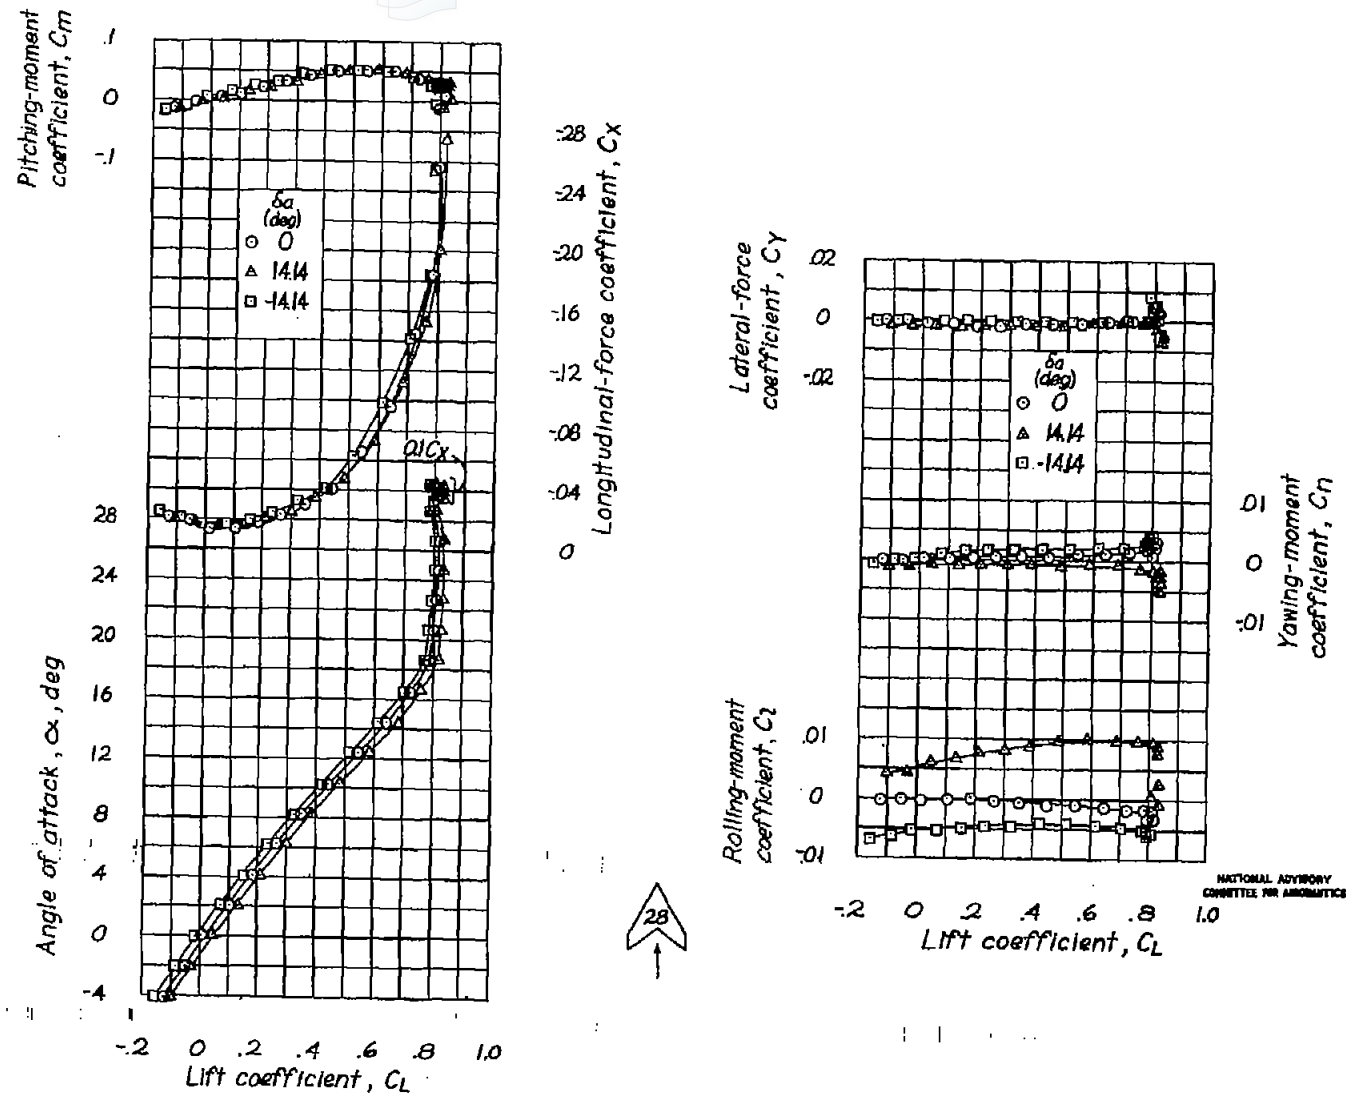 Pitching-moment
coefficient, Cm
.1
0
-.1
δa
(deg)
0
14.14
-14.14
-.28
-.24
-.20
-.16
-.12
-.08
-.04
0
Longitudinal-force coefficient, CX
0.1CX
Angle of attack, α, deg
28
24
20
16
12
8
4
0
-4
-.2 0 .2 .4 .6 .8 1.0
Lift coefficient, CL
28
Lateral-force
coefficient, CY
.02
0
-.02
δa
(deg)
0
14.14
-14.14
.01
0
-.01
Yawing-moment
coefficient, Cn
Rolling-moment
coefficient, Cl
.01
0
-.01
-.2 0 .2 .4 .6 .8 1.0
Lift coefficient, CL
NATIONAL ADVISORY
COMMITTEE FOR AERONAUTICS